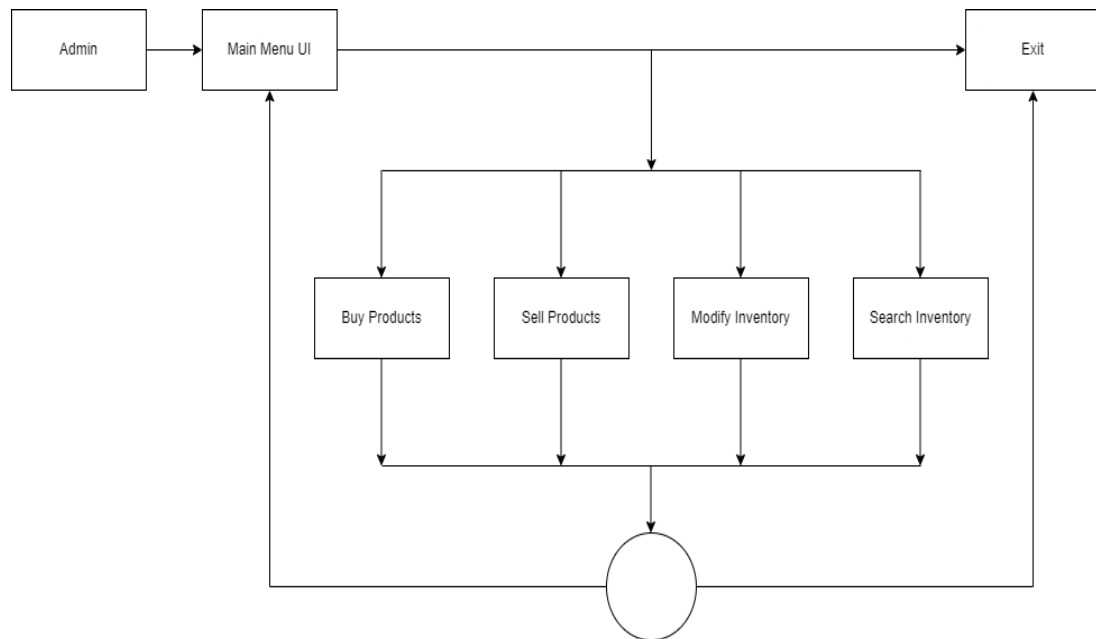 Admin
Main Menu UI
Exit
Buy Products
Sell Products
Modify Inventory
Search Inventory